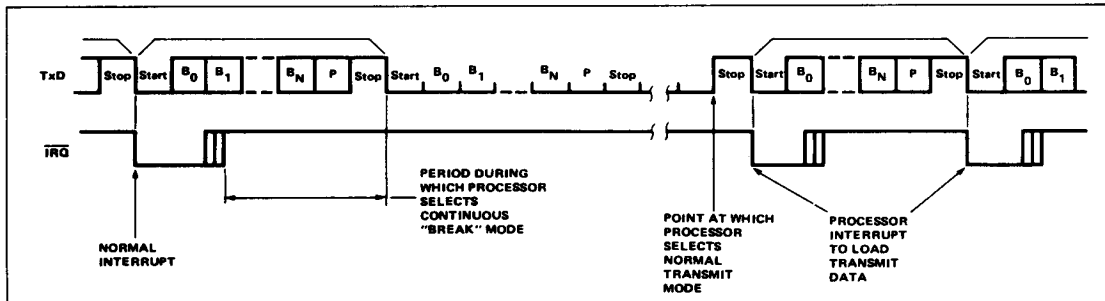 TxD Stop Start B0 B1 BN P Stop Start B0 B1 BN P Stop Stop Start B0 BN P Stop Start B0 B1
IRQ
NORMAL
INTERRUPT
PERIOD DURING
WHICH PROCESSOR
SELECTS
CONTINUOUS
"BREAK" MODE
POINT AT WHICH
PROCESSOR
SELECTS
NORMAL
TRANSMIT
MODE
PROCESSOR
INTERRUPT
TO LOAD
TRANSMIT
DATA